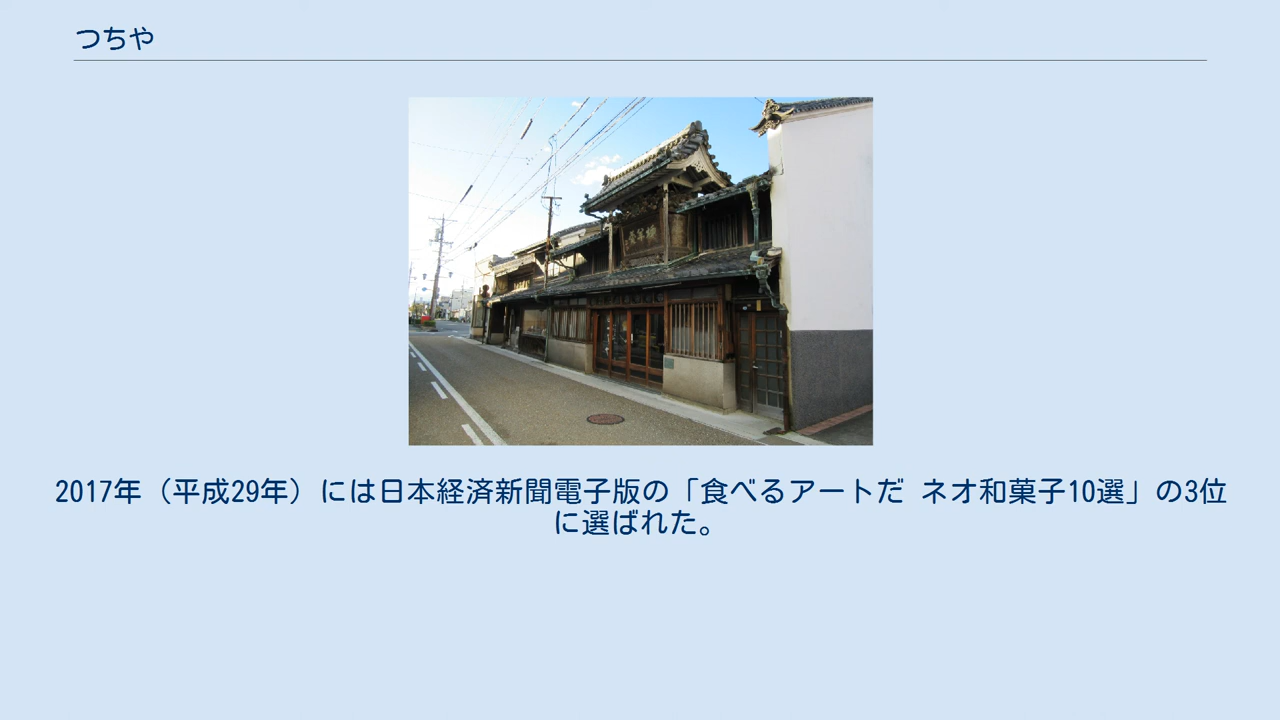 つちや
2017年（平成29年）には日本経済新聞電子版の「食べるアートだ ネオ和菓子10選」の3位
に選ばれた。